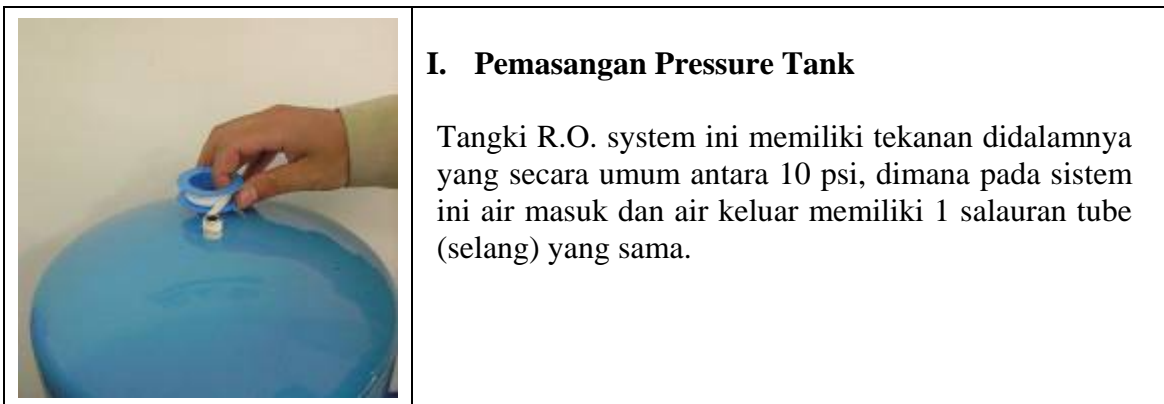 I. Pemasangan Pressure Tank
Tangki R.O. system ini memiliki tekanan didalamnya
yang secara umum antara 10 psi, dimana pada sistem
ini air masuk dan air keluar memiliki 1 salauran tube
(selang) yang sama.